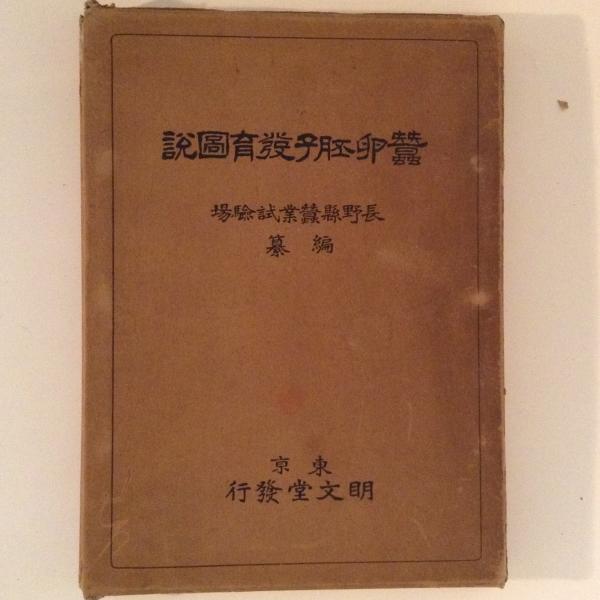 蠶卵胚子發育圖說
長野縣蠶業試驗場
編纂
東京
明文堂發行